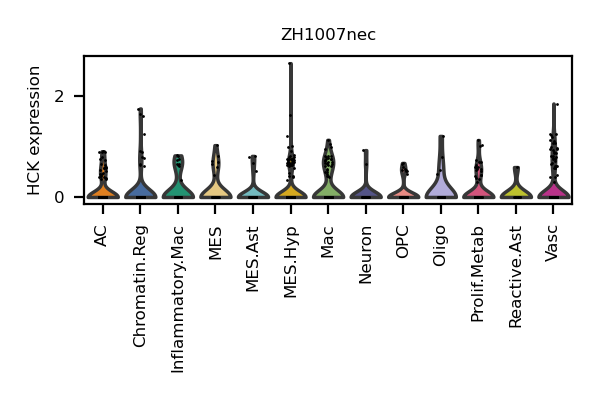 ZH1007nec
HCK expression
2
0
AC
Chromatin.Reg
Inflammatory.Mac
MES
MES.Ast
MES.Hyp
Mac
Neuron
OPC
Oligo
Prolif.Metab
Reactive.Ast
Vasc